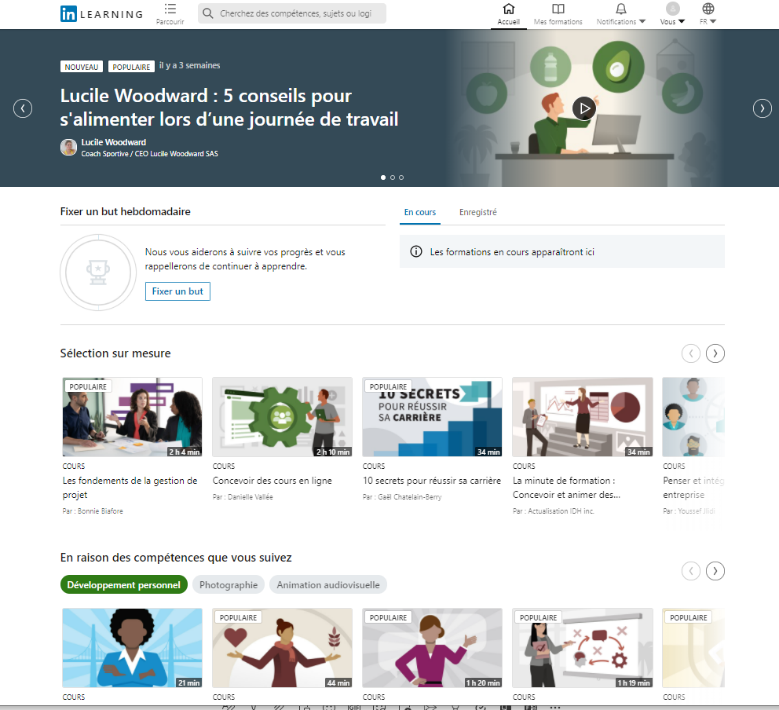 in LEARNING
Parcourir
Cherchez des compétences, sujets ou logi
Accueil
Mes formations
Notifications
Vous
FR
NOUVEAU POPULAIRE il y a 3 semaines
Lucile Woodward : 5 conseils pour
s'alimenter lors d'une journée de travail
Lucile Woodward
Coach Sportive / CEO Lucile Woodward SAS
Fixer un but hebdomadaire
Nous vous aiderons à suivre vos progrès et vous
rappellerons de continuer à apprendre.
Fixer un but
En cours Enregistré
Les formations en cours apparaîtront ici
Sélection sur mesure
POPULAIRE
2 h 4 min
COURS
Les fondements de la gestion de
projet
Par : Bonnie Biafore
2 h 10 min
COURS
Concevoir des cours en ligne
Par : Danielle Vallée
POPULAIRE
10 SECRETS
POUR RÉUSSIR
SA CARRIÈRE
34 min
COURS
10 secrets pour réussir sa carrière
Par : Gaël Chatelain-Berry
34 min
COURS
La minute de formation :
Concevoir et animer des...
Par : Actualisation IDH inc.
COURS
Penser et intég
entreprise
Par : Youssef
En raison des compétences que vous suivez
Développement personnel Photographie Animation audiovisuelle
21 min
COURS
POPULAIRE
44 min
COURS
POPULAIRE
1 h 20 min
COURS
POPULAIRE
1 h 19 min
COURS
POPULAIRE
COURS